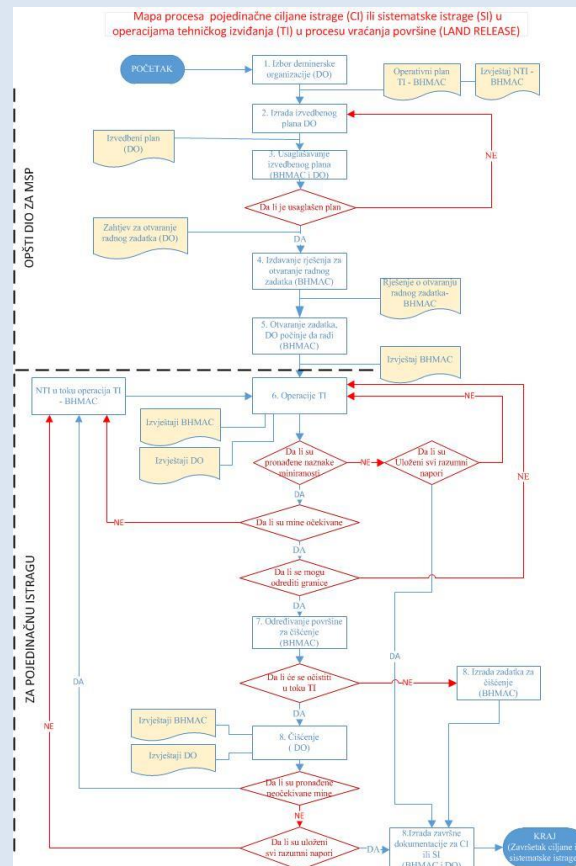 Mapa procesa pojedinačne ciljane istrage (CI) ili sistematske istrage (SI) u
operacijama tehničkog izviđanja (TI) u procesu vraćanja površine (LAND RELEASE)
POČETAK
1. Izbor deminerske
organizacije (DO)
Operativni plan
TI - BHMAC
Izvještaj NTI -
BHMAC
2. Izrada izvedbenog
plana DO
Izvedbeni plan
(DO)
3. Usaglašavanje
izvedbenog plana
(BHMAC i DO)
NE
Da li je usaglašen plan
Zahtjev za otvaranje
radnog zadatka (DO)
DA
4. Izdavanje rješenja za
otvaranje radnog
zadatka (BHMAC)
Rješenje o otvaranju
radnog zadatka-
BHMAC
5. Otvaranje zadatka,
DO počinje da radi
(BHMAC)
Izvještaj BHMAC
OPŠTI DIO ZA MSP
NTI u toku operacija TI
- BHMAC
6. Operacije TI
NE
Izvještaji BHMAC
Izvještaji DO
Da li su
pronađene naznake
miniranosti
NE
Da li su
Uloženi svi razumni
napori
NE
DA
NE
Da li su mine očekivane
DA
DA
Da li se mogu
odrediti granice
DA
7. Određivanje površine
za čišćenje
(BHMAC)
DA
Da li će se očistiti
u toku TI
NE
8. Izrada zadatka za
čišćenje
(BHMAC)
DA
ZA POJEDINAČNU ISTRAGU
DA
NE
Izvještaji BHMAC
Izvještaji DO
8. Čišćenje
( DO)
Da li su pronađene
neočekivane mine
NE
Da li su uloženi
svi razumni napori
DA
8.Izrada završne
dokumentacije za CI
ili SI
(BHMAC i DO)
KRAJ
(Završetak ciljane i
sistematske istrage